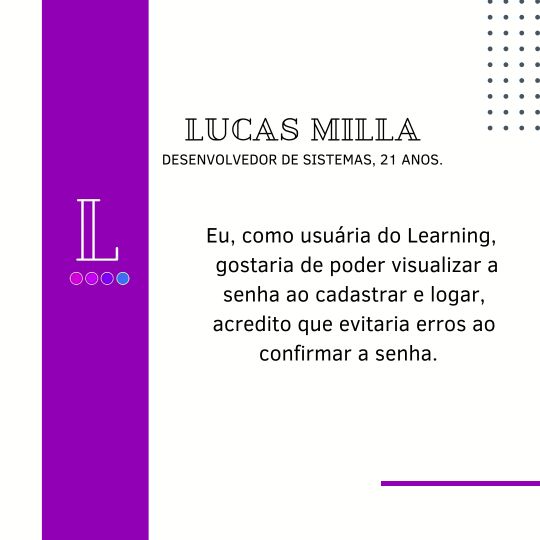 LUCAS MILLA
DESENVOLVEDOR DE SISTEMAS, 21 ANOS.
L
Eu, como usuária do Learning,
gostaria de poder visualizar a
senha ao cadastrar e logar,
acredito que evitaria erros ao
confirmar a senha.